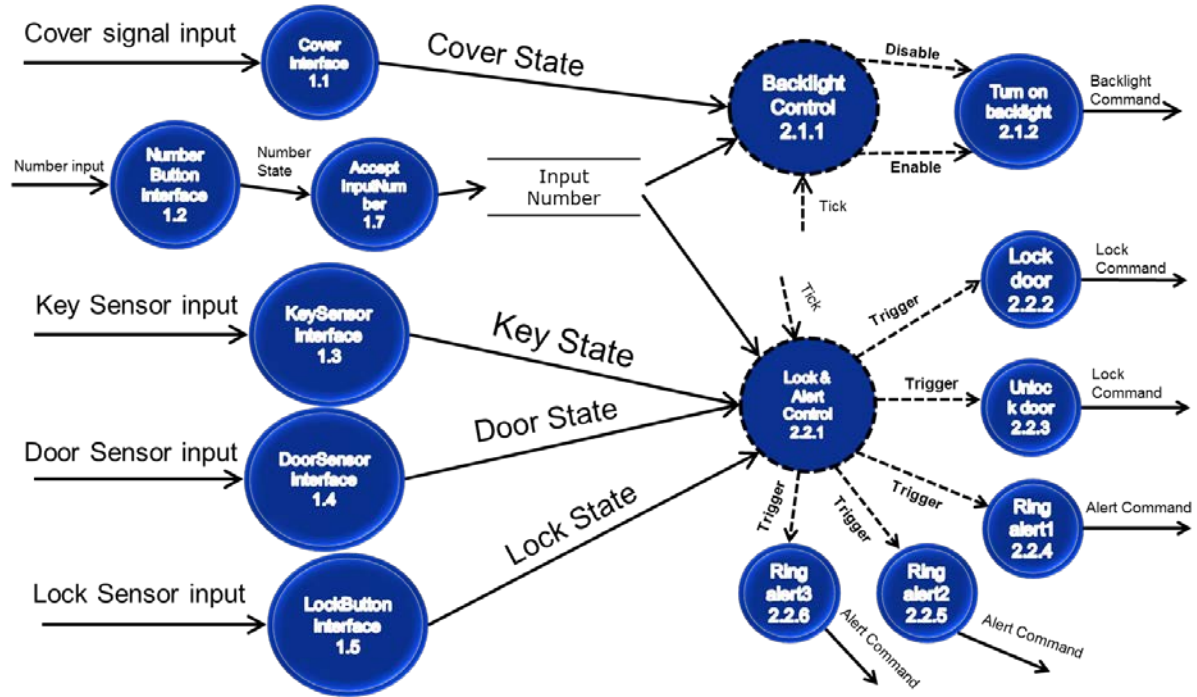 Cover signal input
Cover
interface
1.1
Cover State
Backlight
Control
2.1.1
Disable
Turn on
backlight
2.1.2
Backlight
Command
Enable
Tick
Number input
Number
Button
interface
1.2
Number
State
Accept
InputNum
ber
1.7
Input
Number
Key Sensor input
KeySensor
interface
1.3
Key State
Tick
Trigger
Lock
door
2.2.2
Lock
Command
Lock &
Alert
Control
2.2.1
Trigger
Unloc
k door
2.2.3
Lock
Command
Door Sensor input
DoorSensor
interface
1.4
Door State
Trigger
Ring
alert1
2.2.4
Alert Command
Trigger
Ring
alert2
2.2.5
Alert Command
Trigger
Ring
alert3
2.2.6
Alert Command
Lock Sensor input
LockButton
interface
1.5
Lock State